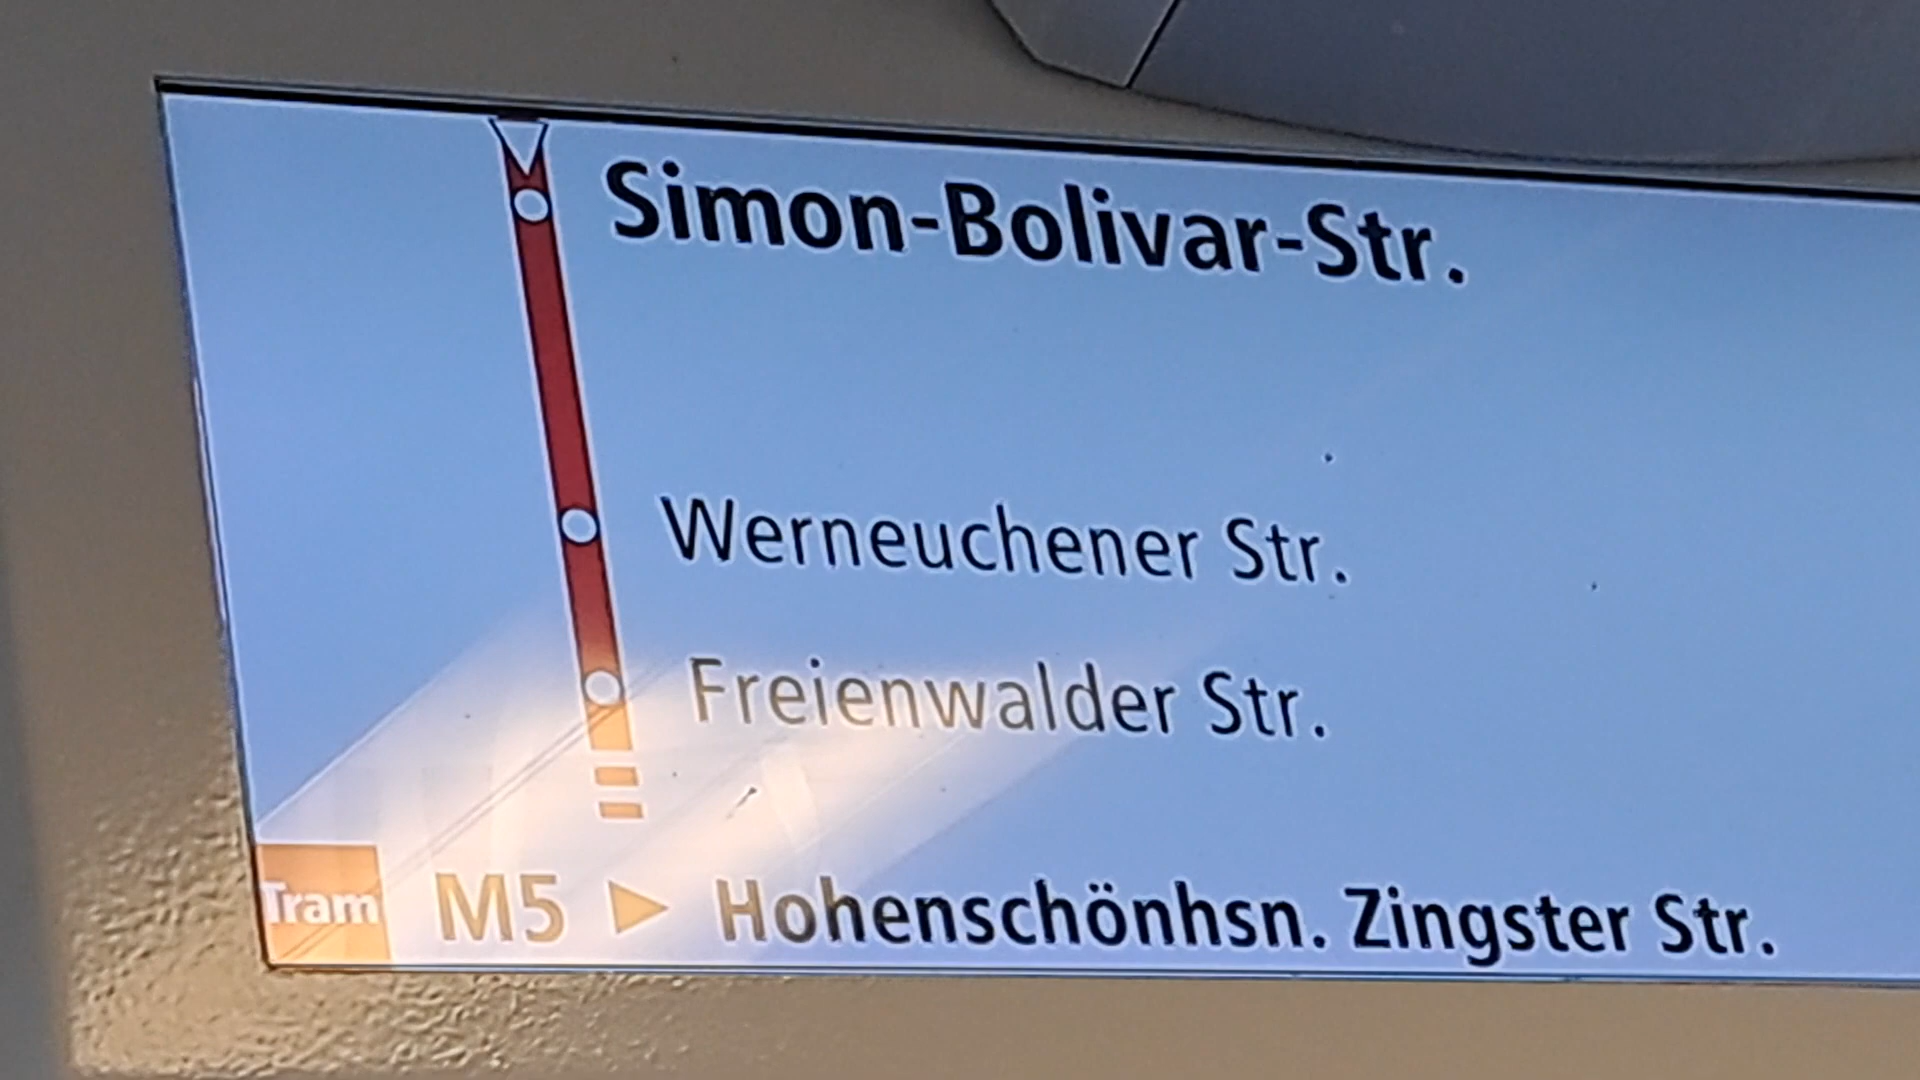 Simon-Bolivar-Str.
Werneuchener Str.
Freienwalder Str.
Tram M5 ► Hohenschönhsn. Zingster Str.